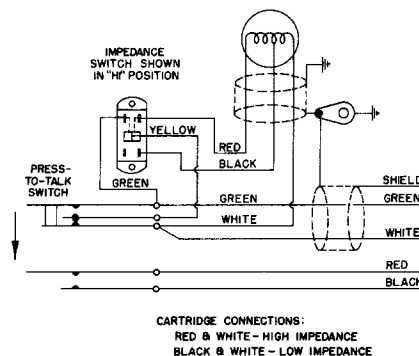 IMPEDANCE
SWITCH SHOWN
IN "HI" POSITION
YELLOW
RED
BLACK
PRESS-
TO-TALK
SWITCH
GREEN
GREEN
WHITE
SHIELD
GREEN
WHITE
RED
BLACK
CARTRIDGE CONNECTIONS:
RED & WHITE - HIGH IMPEDANCE
BLACK & WHITE - LOW IMPEDANCE